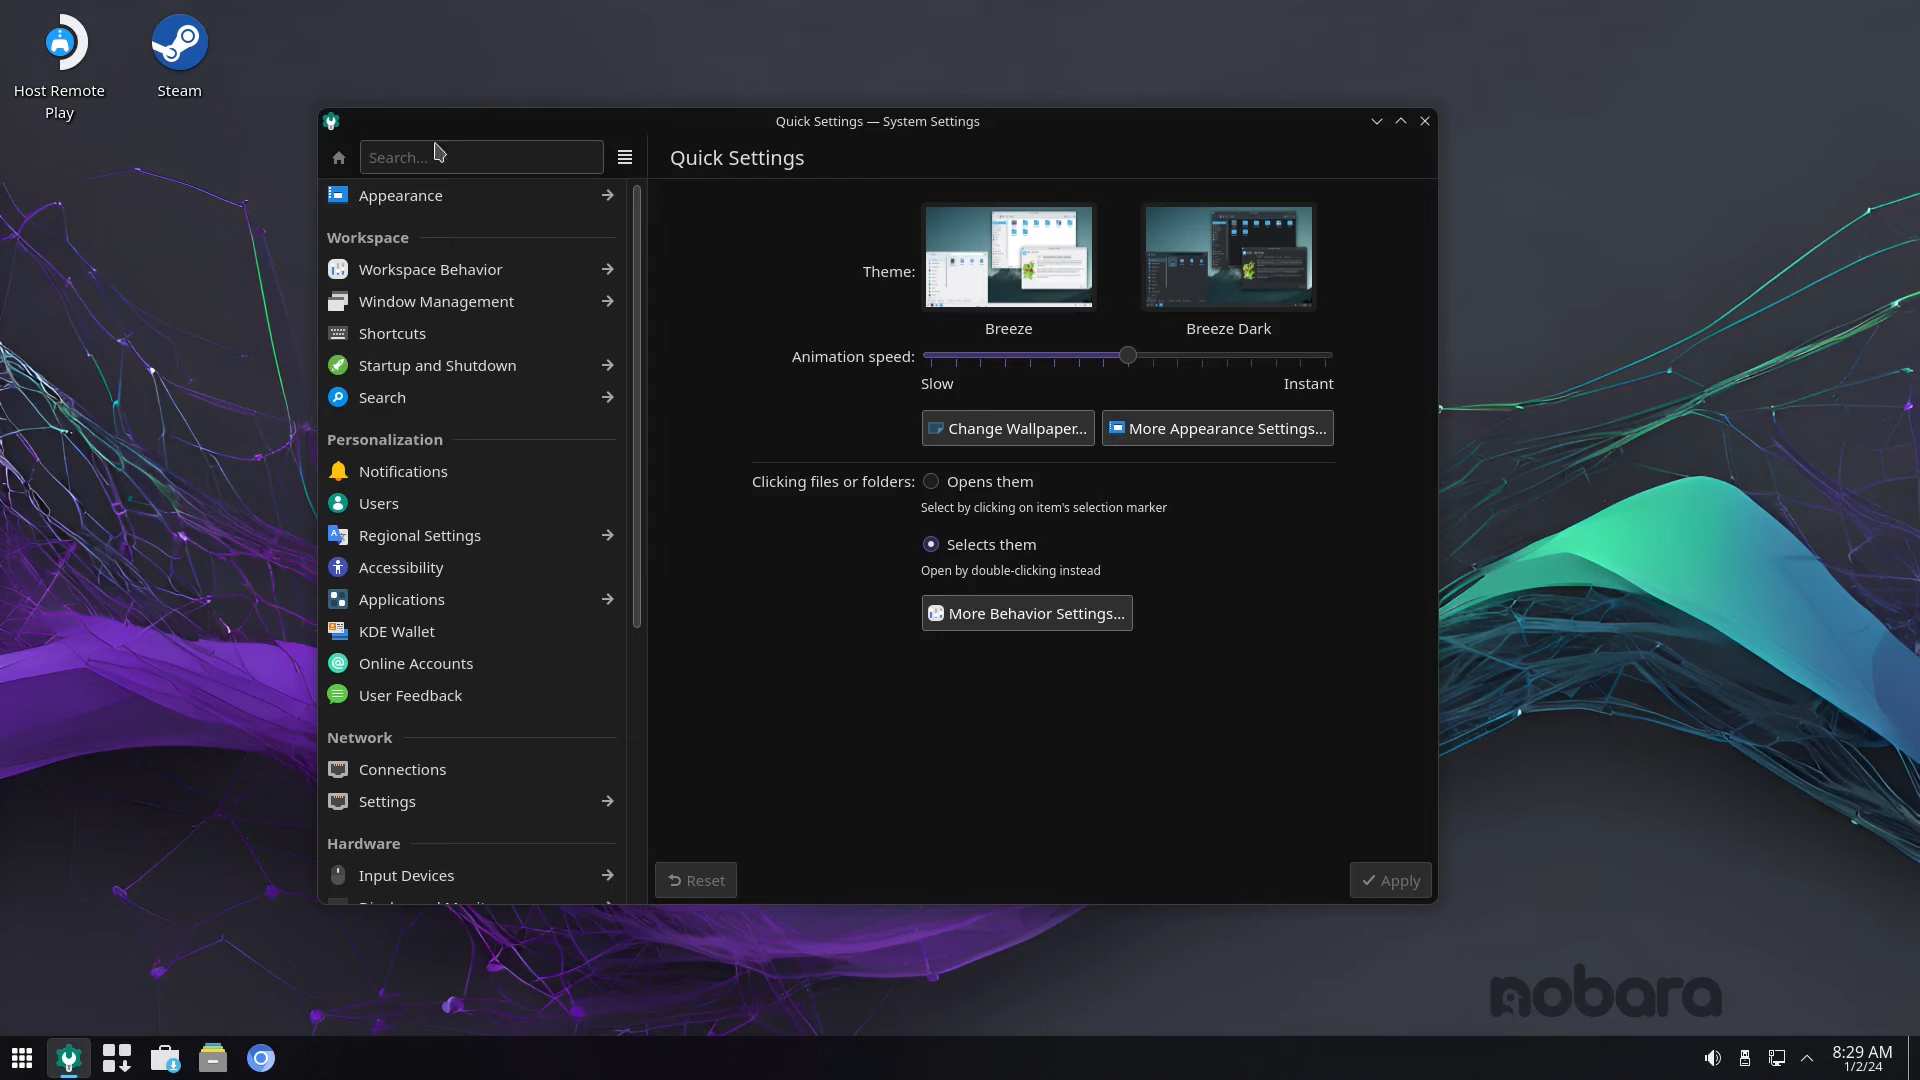 Host Remote
Play
Steam
Quick Settings — System Settings
Search...
Quick Settings
Appearance
Workspace
Workspace Behavior
Window Management
Shortcuts
Startup and Shutdown
Search
Personalization
Notifications
Users
Regional Settings
Accessibility
Applications
KDE Wallet
Online Accounts
User Feedback
Network
Connections
Settings
Hardware
Input Devices
Theme:
Breeze
Breeze Dark
Animation speed:
Slow
Instant
Change Wallpaper...
More Appearance Settings...
Clicking files or folders:
Opens them
Select by clicking on item's selection marker
Selects them
Open by double-clicking instead
More Behavior Settings...
Reset
Apply
nobara
8:29 AM
1/2/24